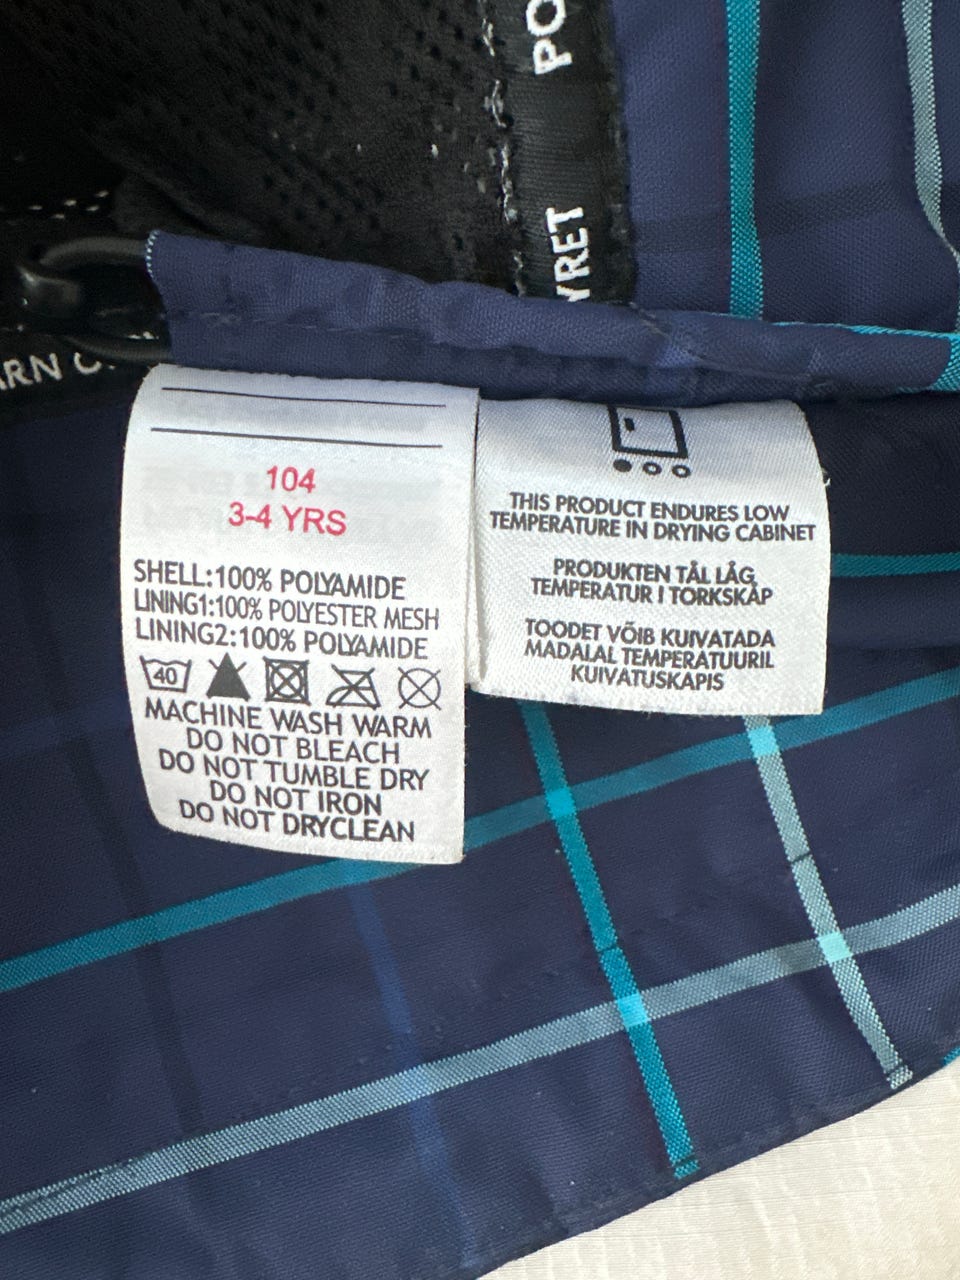 PO
YRET
104
3-4 YRS
SHELL:100% POLYAMIDE
LINING1:100% POLYESTER MESH
LINING2:100% POLYAMIDE
40
MACHINE WASH WARM
DO NOT BLEACH
DO NOT TUMBLE DRY
DO NOT IRON
DO NOT DRYCLEAN
THIS PRODUCT ENDURES LOW
TEMPERATURE IN DRYING CABINET
PRODUKTEN TÅL LÅG
TEMPERATUR I TORKSKÅP
TOODET VÕIB KUIVATADA
MADALAL TEMPERATUURIL
KUIVATUSKAPIS